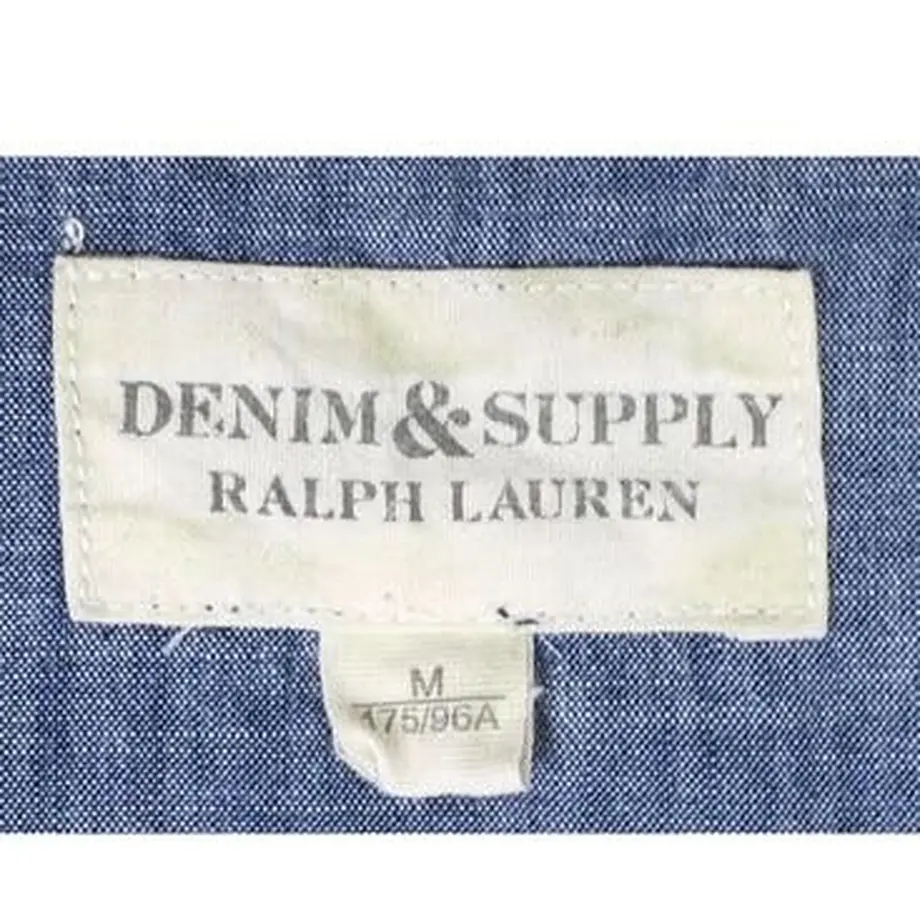 DENIM & SUPPLY
RALPH LAUREN
M
175/96A